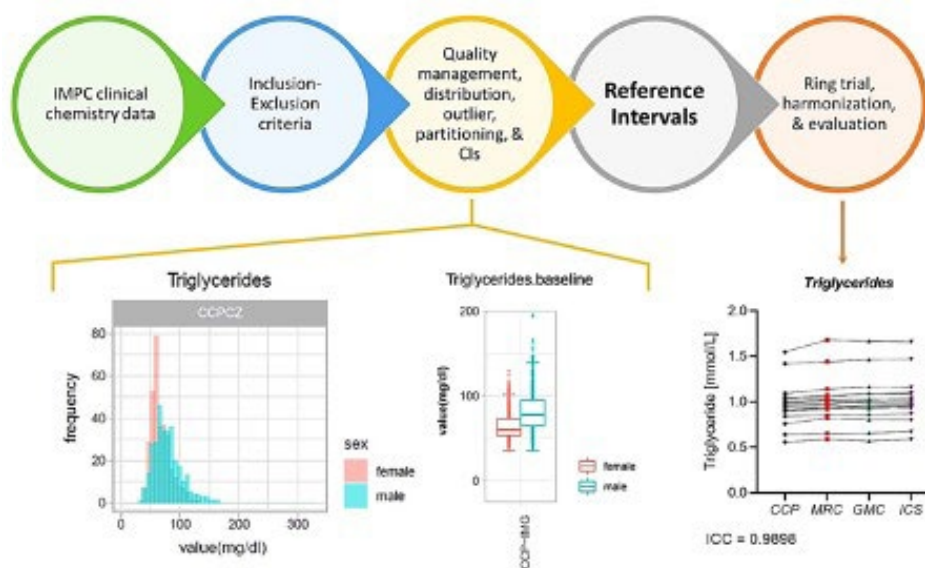 IMPC clinical
chemistry data
Inclusion-
Exclusion
criteria
Quality
management,
distribution,
outlier,
partitioning, &
CIs
Reference
Intervals
Ring trial,
harmonization,
& evaluation
Triglycerides
CCPCZ
80
60
40
20
0
frequency
0 100 200 300
value(mg/dl)
sex
female
male
Triglycerides.baseline
200
100
0
value(mg/dl)
female
male
CCP-IMG
Triglycerides
2.0
1.5
1.0
0.5
0.0
Triglyceride [mmol/L]
CCP MRC GMC ICS
ICC = 0.9898